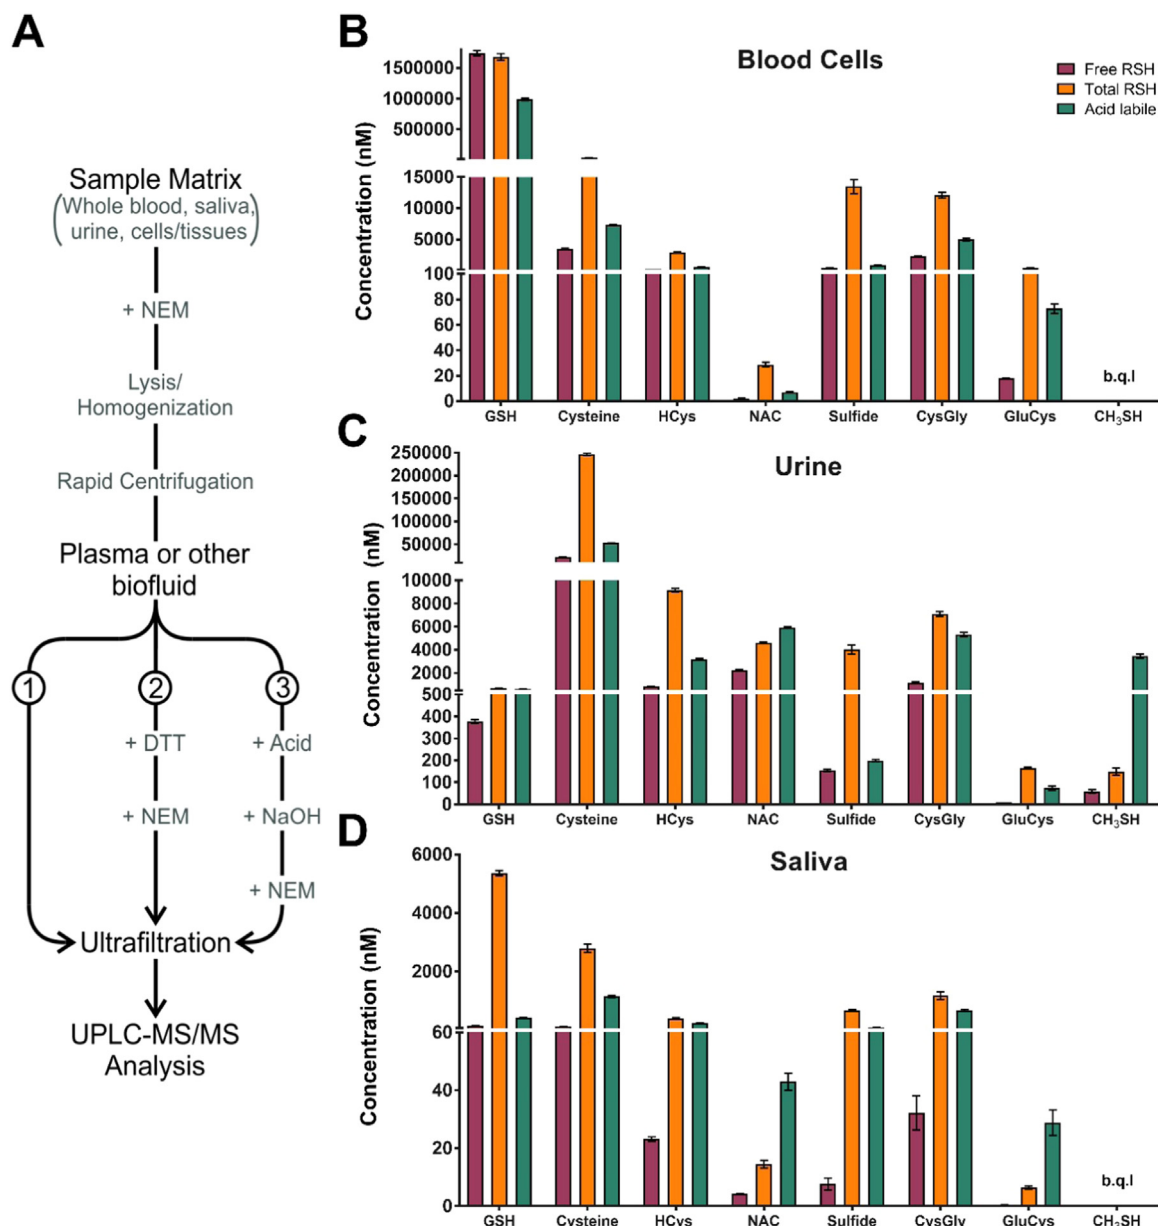 A
Sample Matrix
(Whole blood, saliva,
urine, cells/tissues)
+ NEM
Lysis/
Homogenization
Rapid Centrifugation
Plasma or other
biofluid
1 2 3
+ DTT + Acid
+ NEM + NaOH
+ NEM
Ultrafiltration
UPLC-MS/MS
Analysis
B
Blood Cells
Free RSH
Total RSH
Acid labile
Concentration (nM)
1500000
1000000
500000
15000
10000
5000
100
80
60
40
20
0
b.q.l
GSH Cysteine HCys NAC Sulfide CysGly GluCys CH₃SH
C
Urine
Concentration (nM)
250000
200000
150000
100000
50000
10000
8000
6000
4000
2000
500
400
300
200
100
0
GSH Cysteine HCys NAC Sulfide CysGly GluCys CH₃SH
D
Saliva
Concentration (nM)
6000
4000
2000
60
40
20
0
b.q.l
GSH Cysteine HCys NAC Sulfide CysGly GluCys CH₃SH